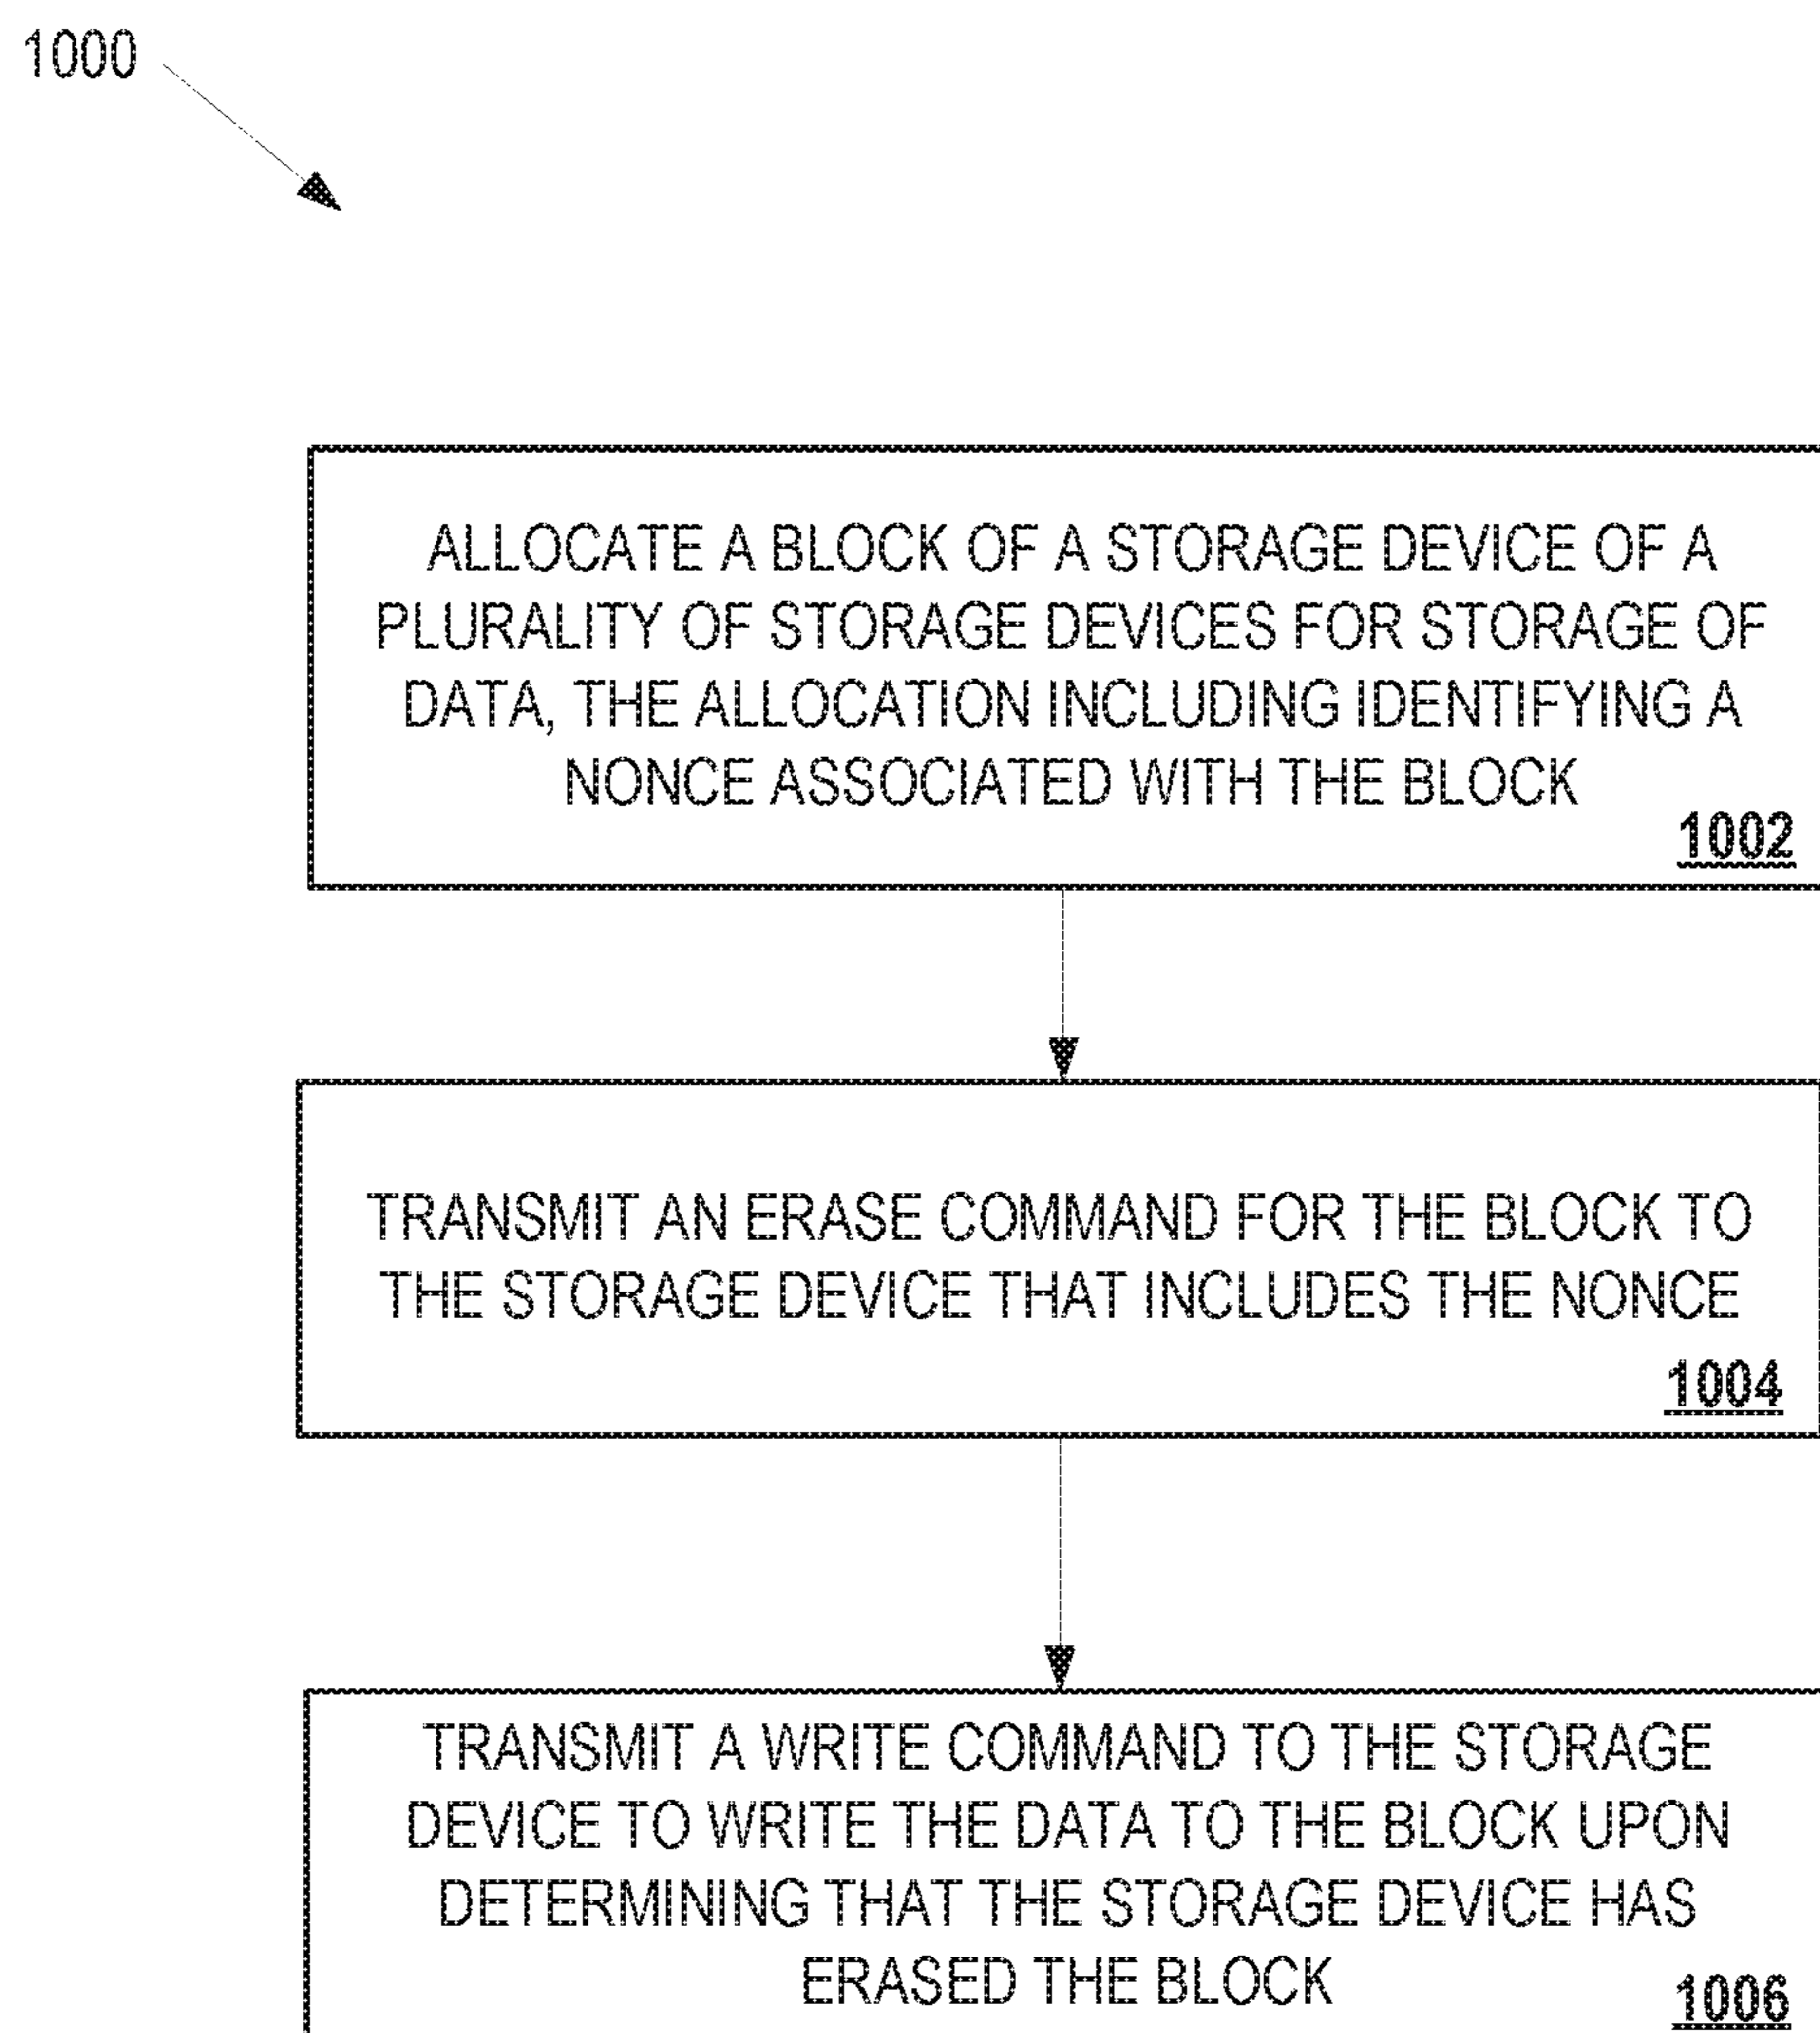 1000
ALLOCATE A BLOCK OF A STORAGE DEVICE OF A
PLURALITY OF STORAGE DEVICES FOR STORAGE OF
DATA, THE ALLOCATION INCLUDING IDENTIFYING A
NONCE ASSOCIATED WITH THE BLOCK
1002
TRANSMIT AN ERASE COMMAND FOR THE BLOCK TO
THE STORAGE DEVICE THAT INCLUDES THE NONCE
1004
TRANSMIT A WRITE COMMAND TO THE STORAGE
DEVICE TO WRITE THE DATA TO THE BLOCK UPON
DETERMINING THAT THE STORAGE DEVICE HAS
ERASED THE BLOCK
1006